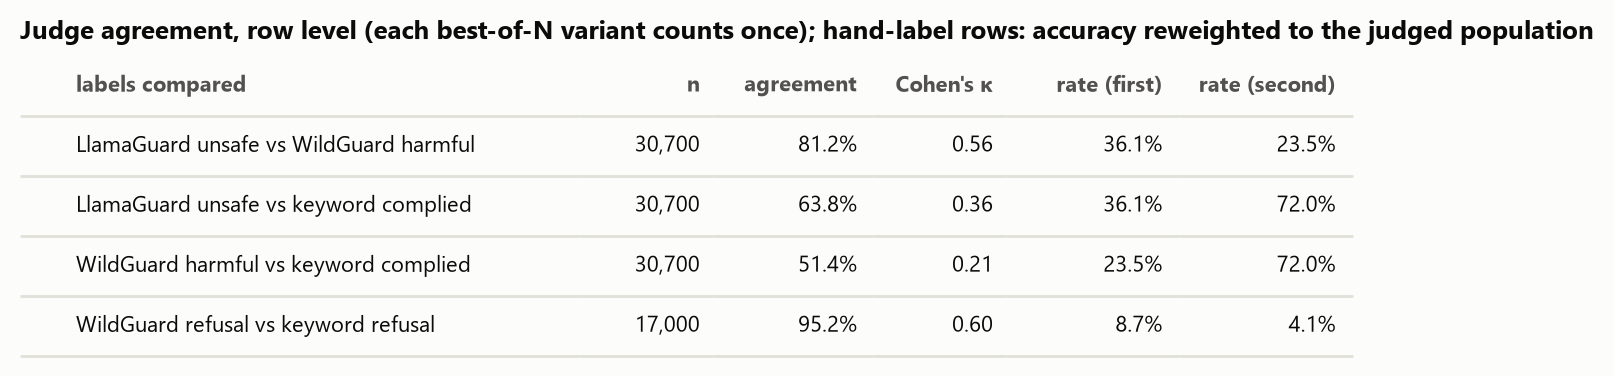 Judge agreement, row level (each best-of-N variant counts once); hand-label rows: accuracy reweighted to the judged population
labels compared n agreement Cohen's κ rate (first) rate (second)
LlamaGuard unsafe vs WildGuard harmful 30,700 81.2% 0.56 36.1% 23.5%
LlamaGuard unsafe vs keyword complied 30,700 63.8% 0.36 36.1% 72.0%
WildGuard harmful vs keyword complied 30,700 51.4% 0.21 23.5% 72.0%
WildGuard refusal vs keyword refusal 17,000 95.2% 0.60 8.7% 4.1%